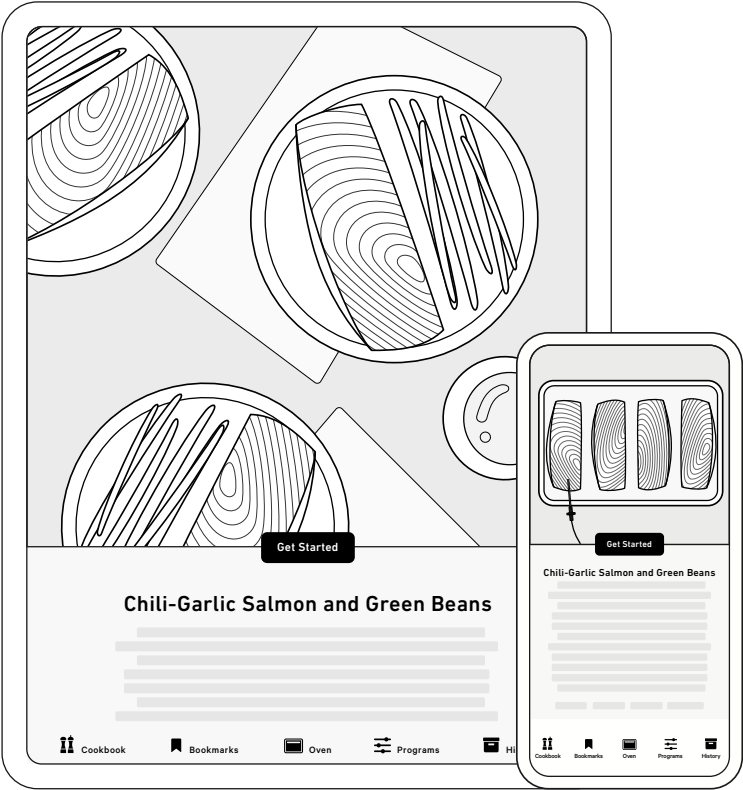 Get Started
Chili-Garlic Salmon and Green Beans
Cookbook Bookmarks Oven Programs Hi
Get Started
Chili-Garlic Salmon and Green Beans
Cookbook Bookmarks Oven Programs History